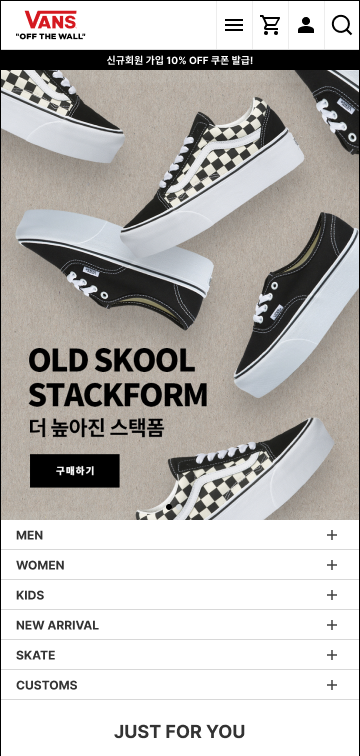 VANS
"OFF THE WALL"
신규회원 가입 10% OFF 쿠폰 발급!
OLD SKOOL
STACKFORM
더 높아진 스택폼
구매하기
MEN
WOMEN
KIDS
NEW ARRIVAL
SKATE
CUSTOMS
JUST FOR YOU